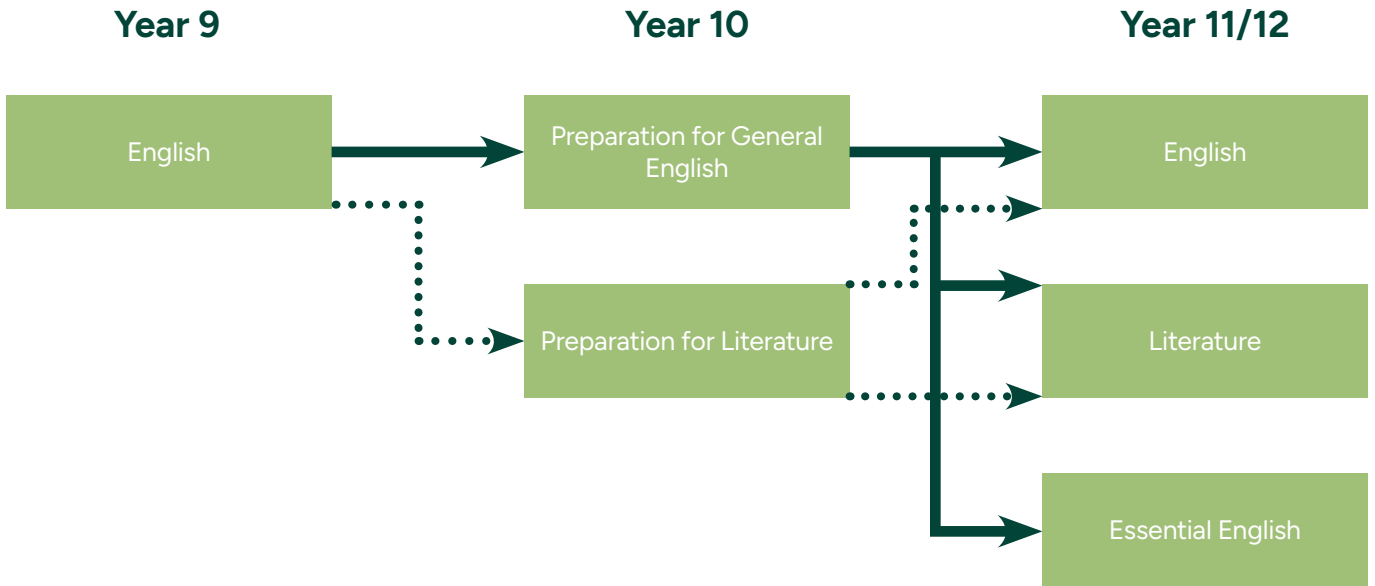 Year 9
Year 10
Year 11/12
English
Preparation for General
English
English
Preparation for Literature
Literature
Essential English